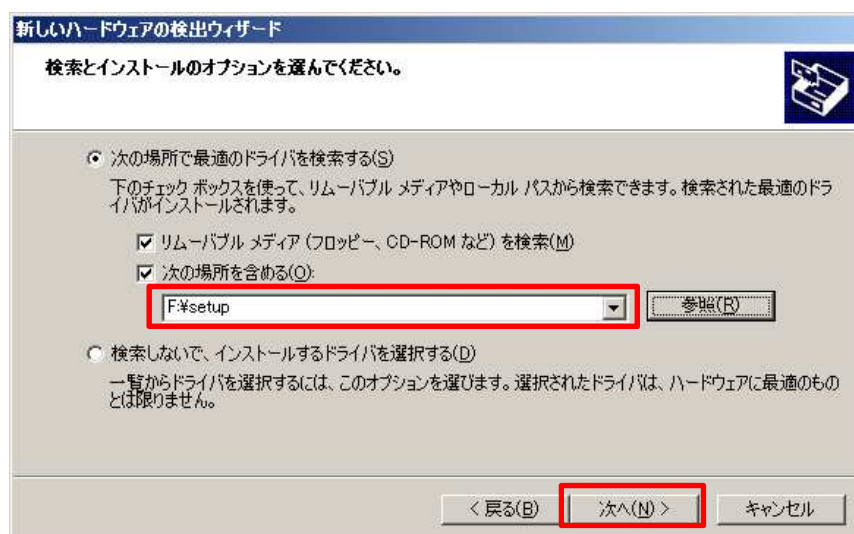 新しいハードウェアの検出ウィザード
検索とインストールのオプションを選んでください。
次の場所で最適のドライバを検索する(S)
下のチェック ボックスを使って、リムーバブル メディアやローカル パスから検索できます。検索された最適のドラ
イバがインストールされます。
リムーバブル メディア (フロッピー、CD-ROM など) を検索(M)
次の場所を含める(O):
F:¥setup
参照(R)
検索しないで、インストールするドライバを選択する(D)
一覧からドライバを選択するには、このオプションを選びます。選択されたドライバは、ハードウェアに最適のもの
とは限りません。
< 戻る(B)
次へ(N) >
キャンセル